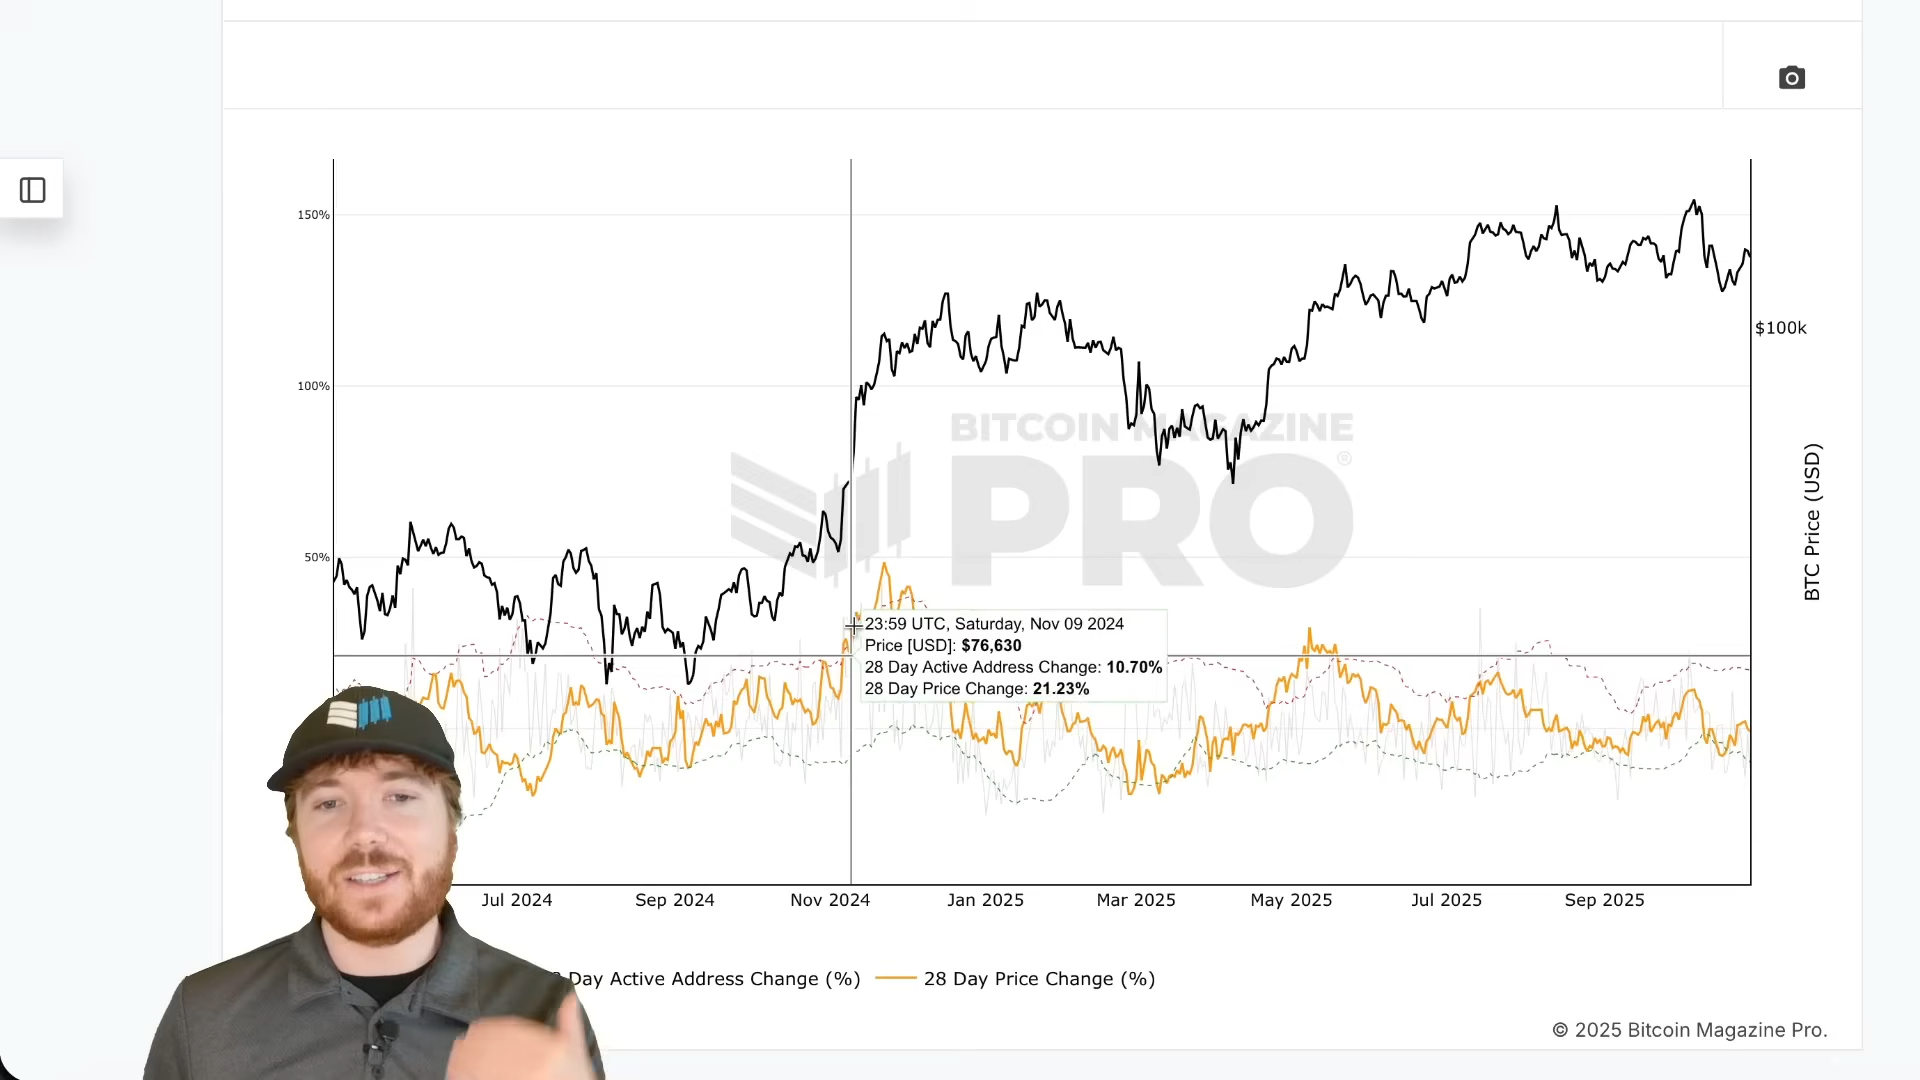 150%
100%
50%
$100k
BTC Price (USD)
BITCOIN MAGAZINE
PRO®
23:59 UTC, Saturday, Nov 09 2024
Price [USD]: $76,630
28 Day Active Address Change: 10.70%
28 Day Price Change: 21.23%
Jul 2024
Sep 2024
Nov 2024
Jan 2025
Mar 2025
May 2025
Jul 2025
Sep 2025
Day Active Address Change (%)
28 Day Price Change (%)
© 2025 Bitcoin Magazine Pro.